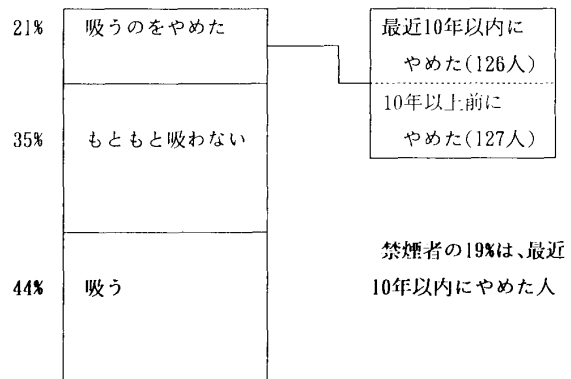 21%
吸うのをやめた
35%
もともと吸わない
44%
吸う
最近10年以内に
やめた(126人)
10年以上前に
やめた(127人)
禁煙者の19%は、最近
10年以内にやめた人